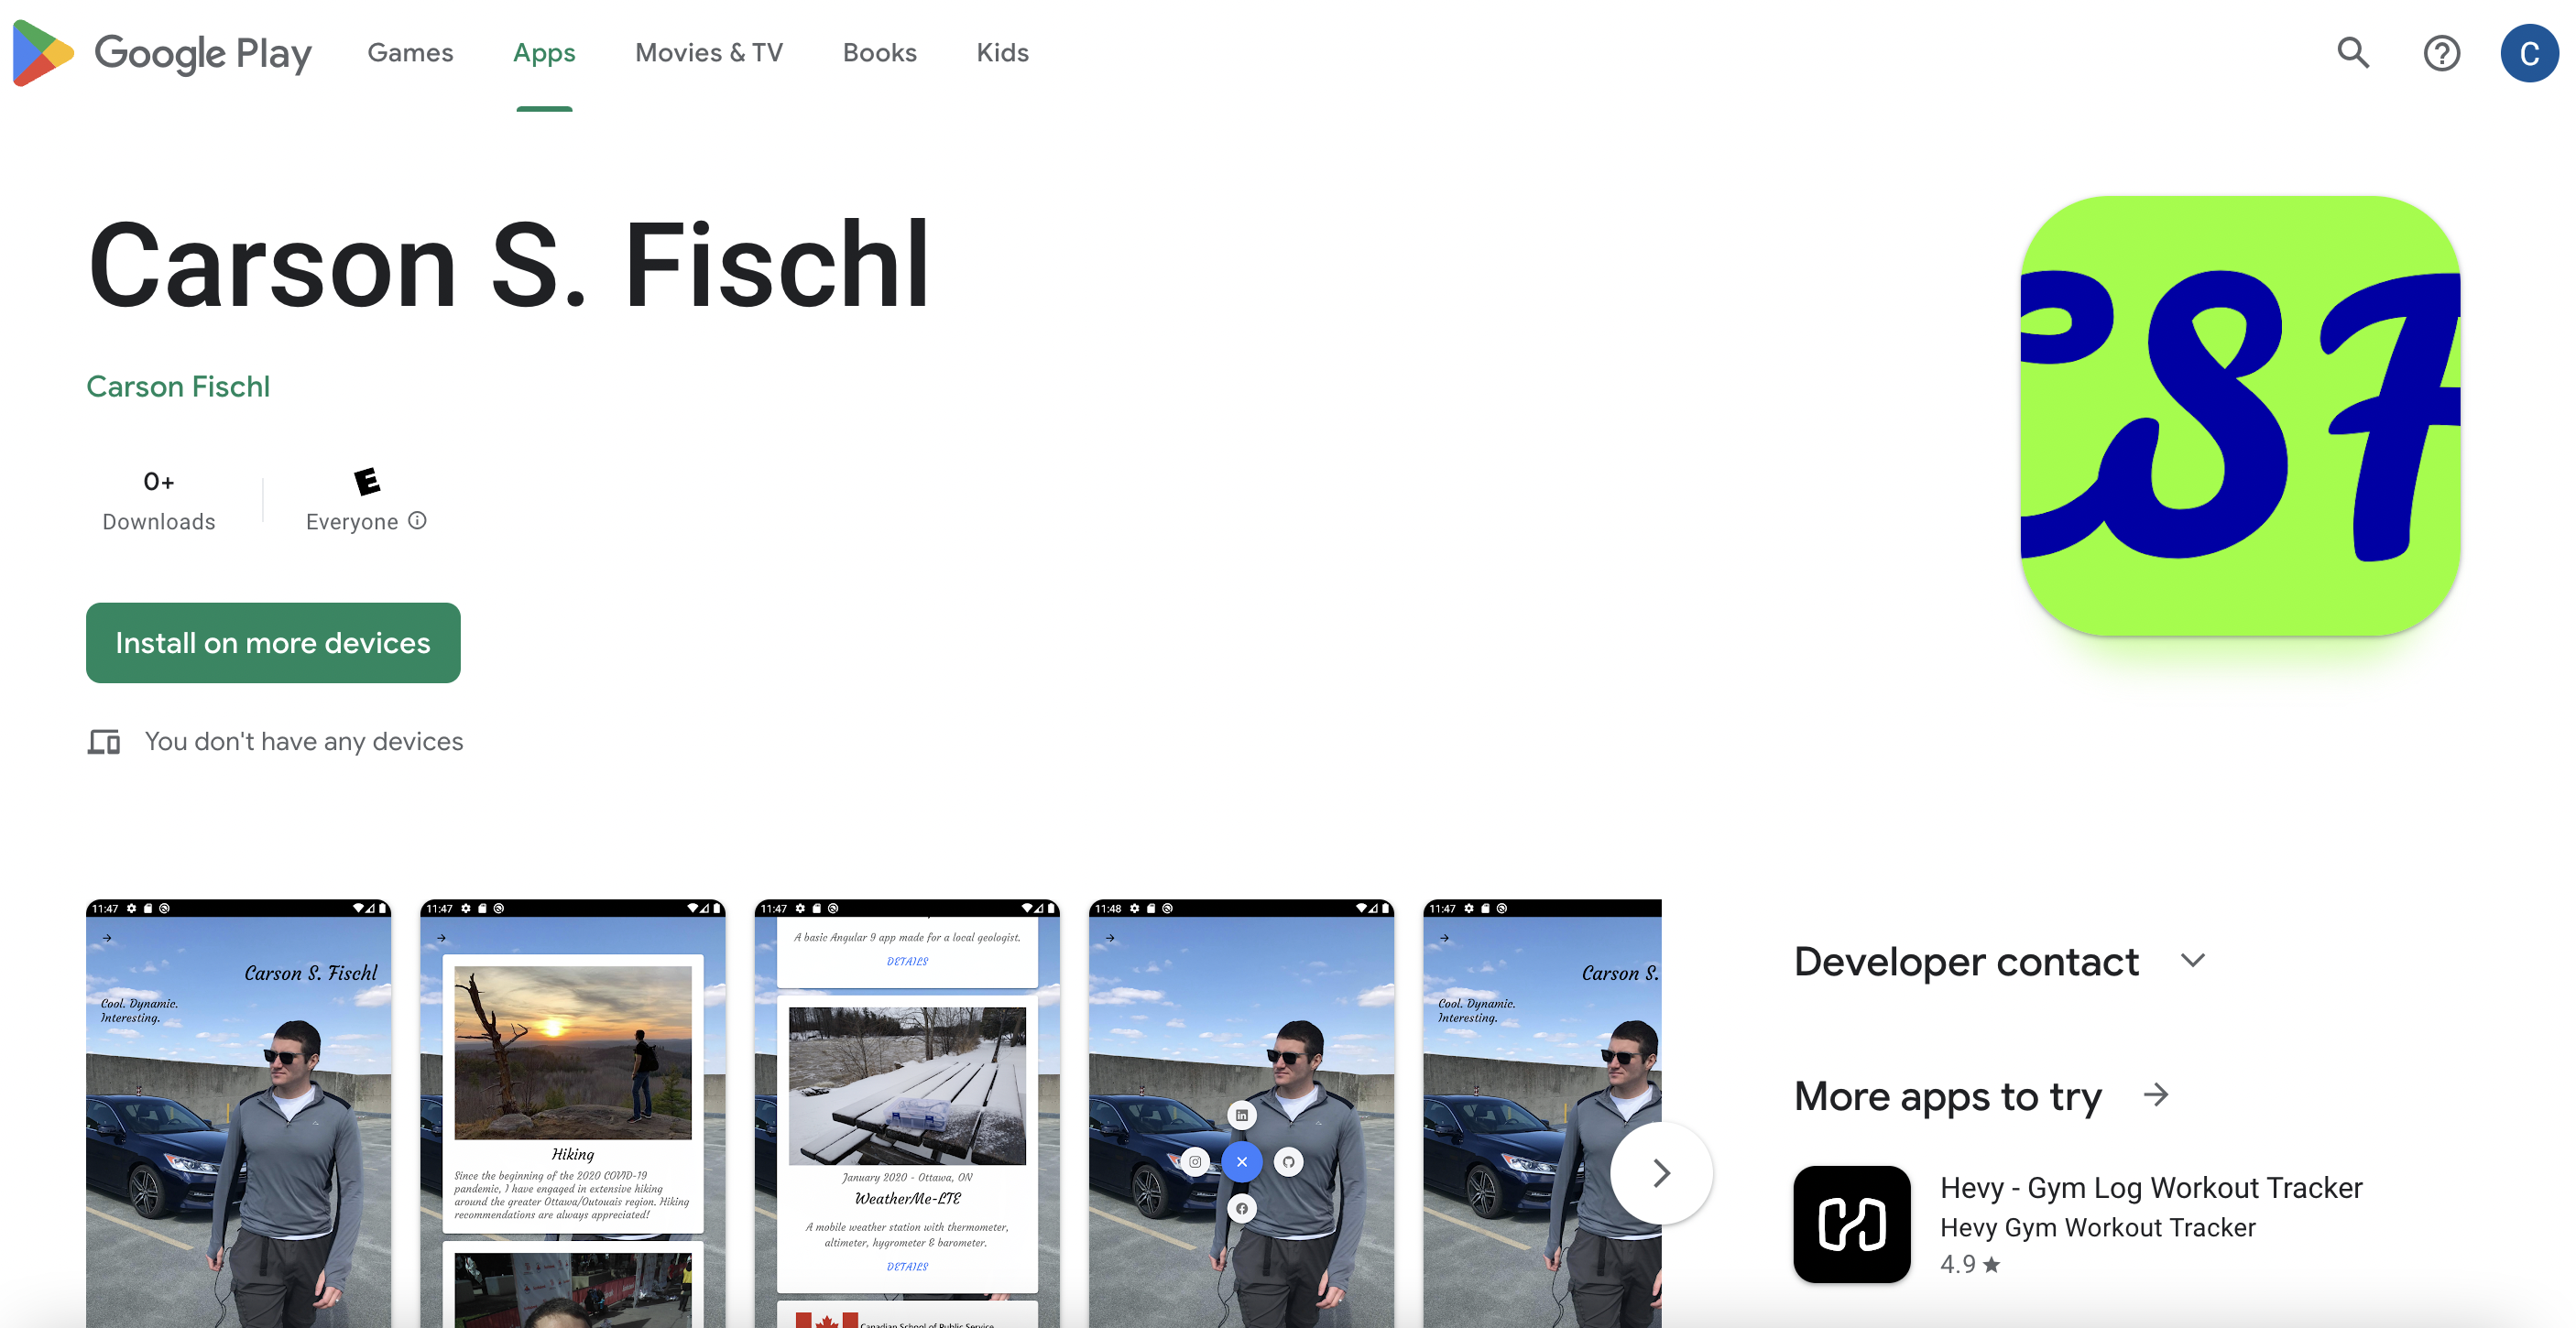 Google Play
Games
Apps
Movies & TV
Books
Kids
C
Carson S. Fischl
CSF
Carson Fischl
0+
Downloads
E
Everyone
Install on more devices
You don't have any devices
11:47
Carson S. Fischl
Cool. Dynamic.
Interesting.
11:47
Hiking
Since the beginning of the 2020 COVID-19
pandemic, I have engaged in extensive hiking
around the greater Ottawa/Outouais region. Hiking
recommendations are always appreciated!
11:47
A basic Angular 9 app made for a local geologist.
DETAILS
January 2020 - Ottawa, ON
WeatherMe-LTE
A mobile weather station with thermometer,
altimeter, hygrometer & barometer.
DETAILS
Canadian School of Public Service
11:48
11:47
Carson S.
Cool. Dynamic.
Interesting.
Developer contact
More apps to try
Hevy - Gym Log Workout Tracker
Hevy Gym Workout Tracker
4.9